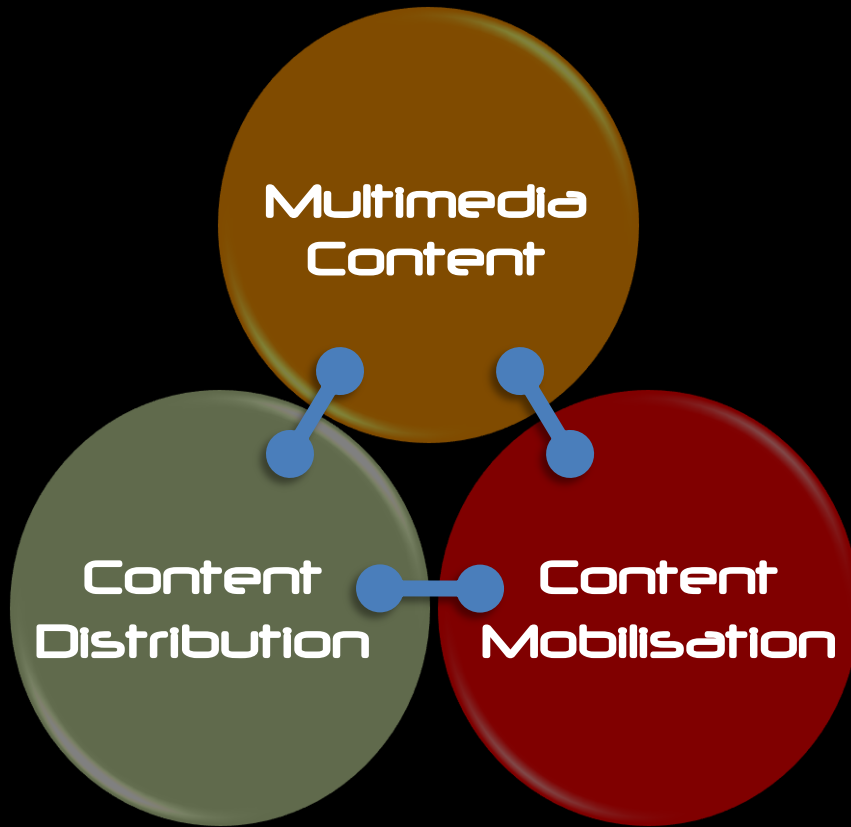 Multimedia
Content
Content
Distribution
Content
Mobilisation